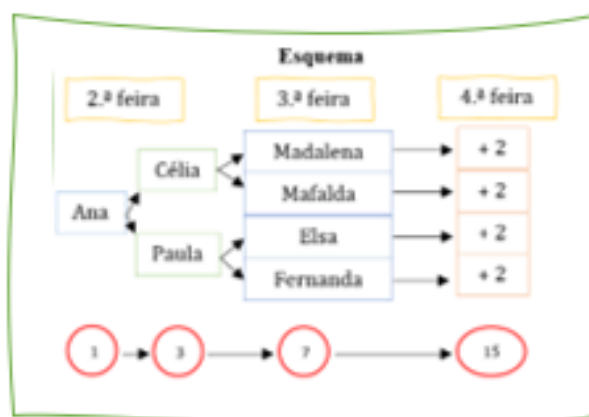 Esquema
2.ª feira 3.ª feira 4.ª feira
Madalena + 2
Célia
Mafalda + 2
Ana
Elsa + 2
Paula
Fernanda + 2
1 3 7 15